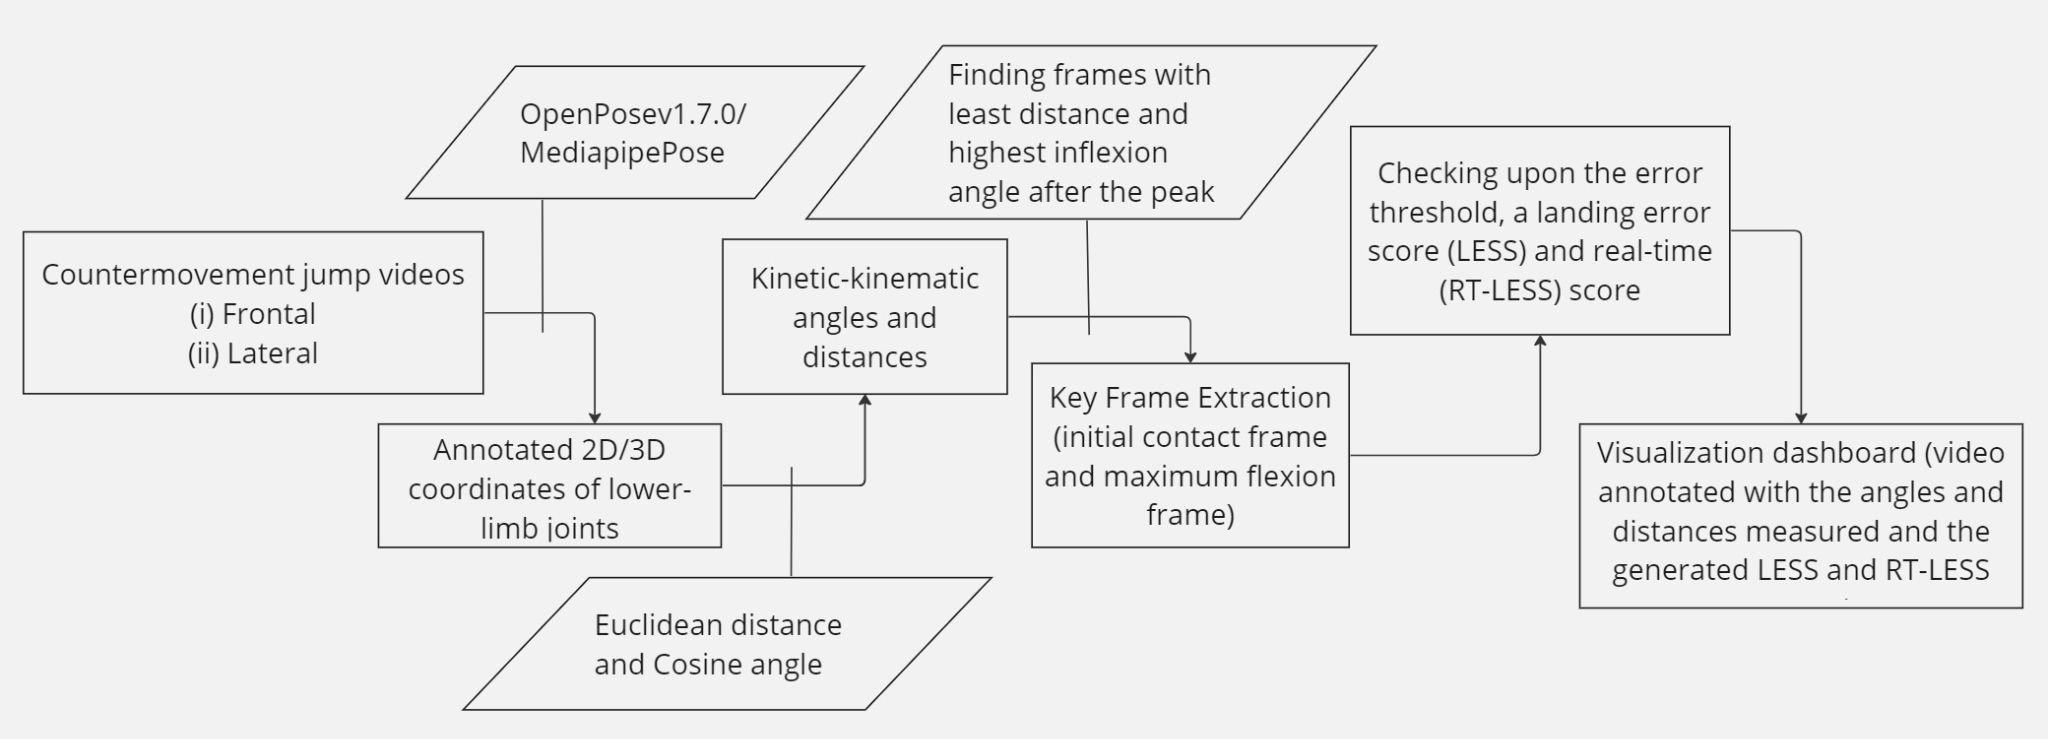 Countermovement jump videos
(i) Frontal
(ii) Lateral
OpenPosev1.7.0/
MediapipePose
Annotated 2D/3D
coordinates of lower-
limb joints
Euclidean distance
and Cosine angle
Kinetic-kinematic
angles and
distances
Finding frames with
least distance and
highest inflexion
angle after the peak
Key Frame Extraction
(initial contact frame
and maximum flexion
frame)
Checking upon the error
threshold, a landing error
score (LESS) and real-time
(RT-LESS) score
Visualization dashboard (video
annotated with the angles and
distances measured and the
generated LESS and RT-LESS